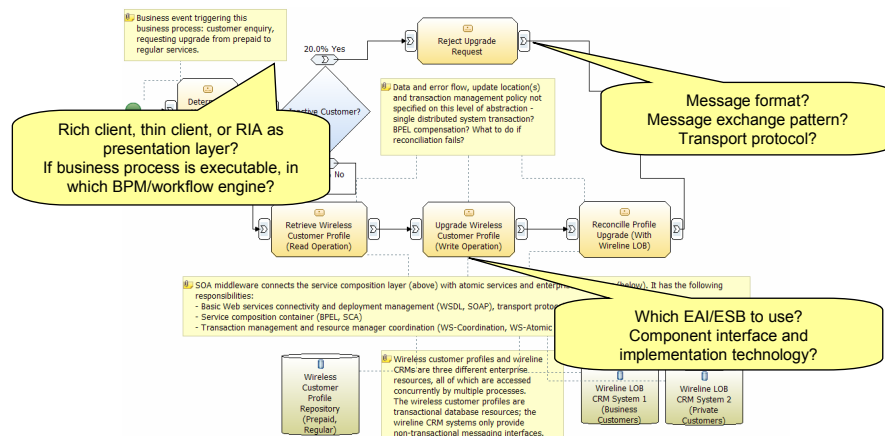 Business event triggering this
business process: customer enquiry,
requesting upgrade from prepaid to
regular services.
20.0% Yes
Reject Upgrade
Request
Determ
active Customer?
Data and error flow, update location(s)
and transaction management policy
not specified on this level of abstraction
- single distributed system transaction?
BPEL compensation? What to do if
reconciliation fails?
Message format?
Message exchange pattern?
Transport protocol?
Rich client, thin client, or RIA as
presentation layer?
If business process is executable, in
which BPM/workflow engine?
No
Retrieve Wireless
Customer Profile
(Read Operation)
Upgrade Wireless
Customer Profile
(Write Operation)
Reconcille Profile
Upgrade (With
Wireline LOB)
SOA middleware connects the service composition layer (above) with atomic services and enterpri (below). It has the following
responsibilities:
- Basic Web services connectivity and deployment management (WSDL, SOAP), transport protoc
- Service composition container (BPEL, SCA)
- Transaction management and resource manager coordination (WS-Coordination, WS-Atomic
Which EAI/ESB to use?
Component interface and
implementation technology?
Wireless
Customer
Profile
Repository
(Prepaid,
Regular)
Wireless customer profiles and wireline
CRMs are three different enterprise
resources, all of which are accessed
concurrently by multiple processes.
The wireless customer profiles are
transactional database resources; the
wireline CRM systems only provide
non-transactional messaging interfaces.
Wireline LOB
CRM System 1
(Business
Customers)
Wireline LOB
CRM System 2
(Private
Customers)